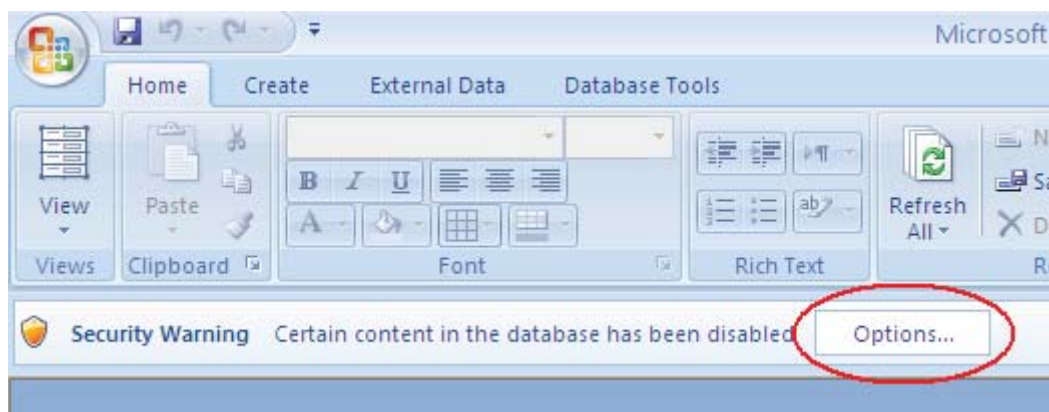 Microsoft
Home Create External Data Database Tools
B I U
ab
A
View Paste Refresh All
Views Clipboard Font Rich Text
Security Warning Certain content in the database has been disabled Options...